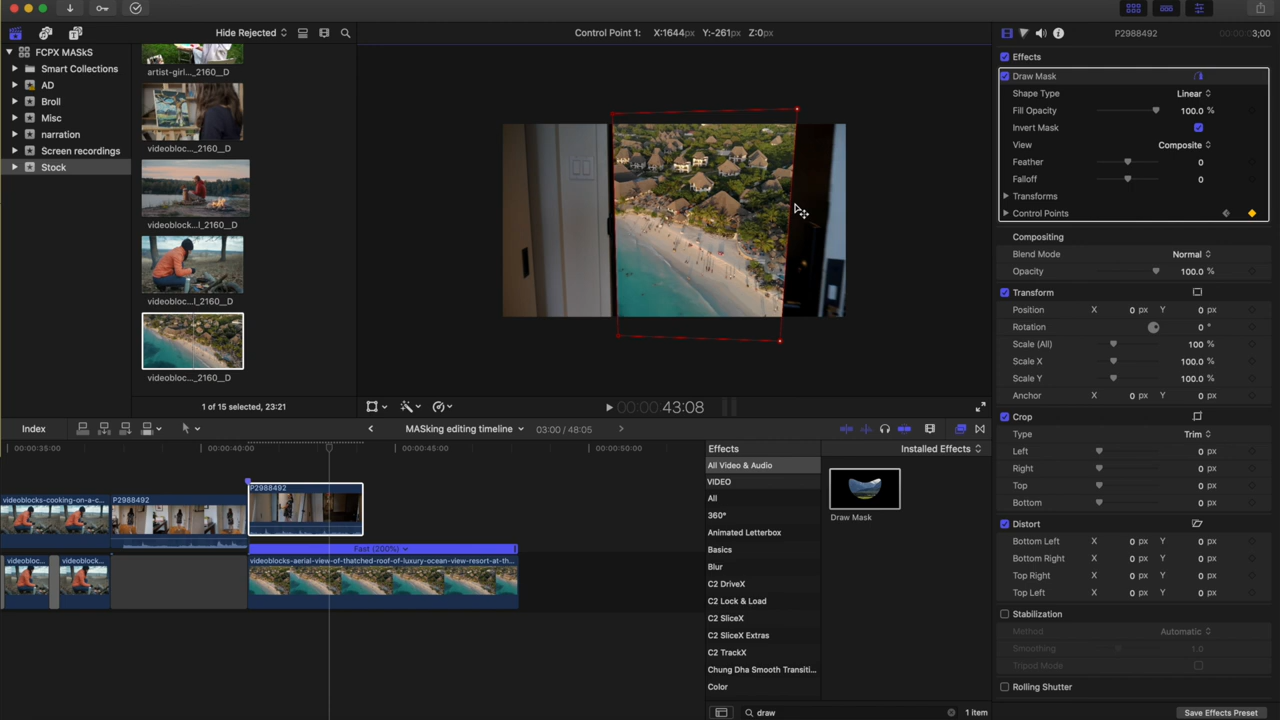 Hide Rejected
Control Point 1: X:1644px Y:-261px Z:0px
P2988492
3;00
FCPX MASkS
Smart Collections
AD
Broll
Misc
narration
Screen recordings
Stock
artist-girl..._2160__D
videobloc..._2160__D
videoblock...l_2160__D
videobloc...l_2160__D
videobloc..._2160__D
1 of 15 selected, 23:21
Effects
Draw Mask
Shape Type Linear
Fill Opacity 100.0 %
Invert Mask
View Composite
Feather 0
Falloff 0
Transforms
Control Points
Compositing
Blend Mode Normal
Opacity 100.0 %
Transform
Position X 0 px Y 0 px
Rotation 0 °
Scale (All) 100 %
Scale X 100.0 %
Scale Y 100.0 %
Anchor X 0 px Y 0 px
Crop
Type Trim
Left 0 px
Right 0 px
Top 0 px
Bottom 0 px
Distort
Bottom Left X 0 px Y 0 px
Bottom Right X 0 px Y 0 px
Top Right X 0 px Y 0 px
Top Left X 0 px Y 0 px
Stabilization
Method Automatic
Smoothing 1.0
Tripod Mode
Rolling Shutter
Save Effects Preset
00:00 43:08
Index
MASking editing timeline
03:00 / 48:05
00:00:35:00
00:00:40:00
00:00:45:00
00:00:50:00
P2988492
videoblocks-cooking-on-a-c...
P2988492
Fast (200%)
videobloc...
videoblock...
videoblocks-aerial-view-of-thatched-roof-of-luxury-ocean-view-resort-at-th...
Effects
Installed Effects
All Video & Audio
VIDEO
All
360°
Animated Letterbox
Basics
Blur
C2 DriveX
C2 Lock & Load
C2 SliceX
C2 SliceX Extras
C2 TrackX
Chung Dha Smooth Transiti...
Color
Draw Mask
draw
1 item